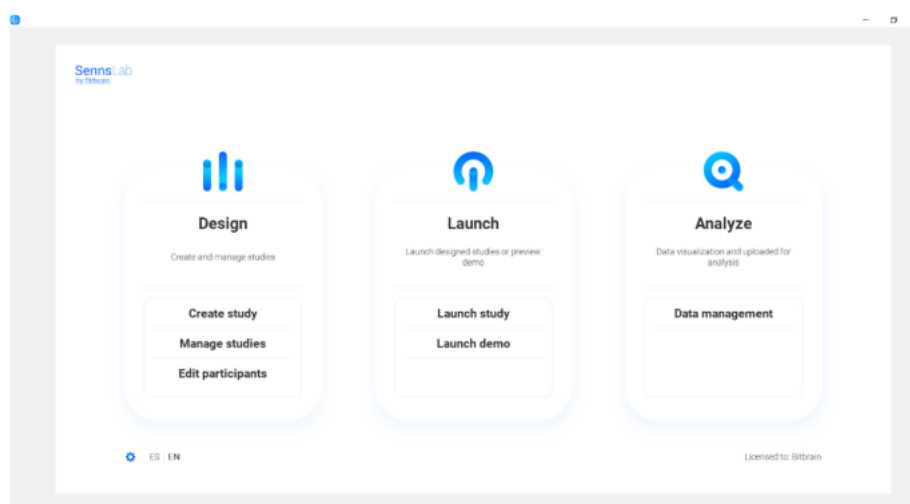 SennsLab
by Bitbrain
Design
Create and manage studies
Create study
Manage studies
Edit participants
Launch
Launch designed studies or preview
demo
Launch study
Launch demo
Analyze
Data visualization and uploaded for
analysis
Data management
ES | EN
Licensed to: Bitbrain